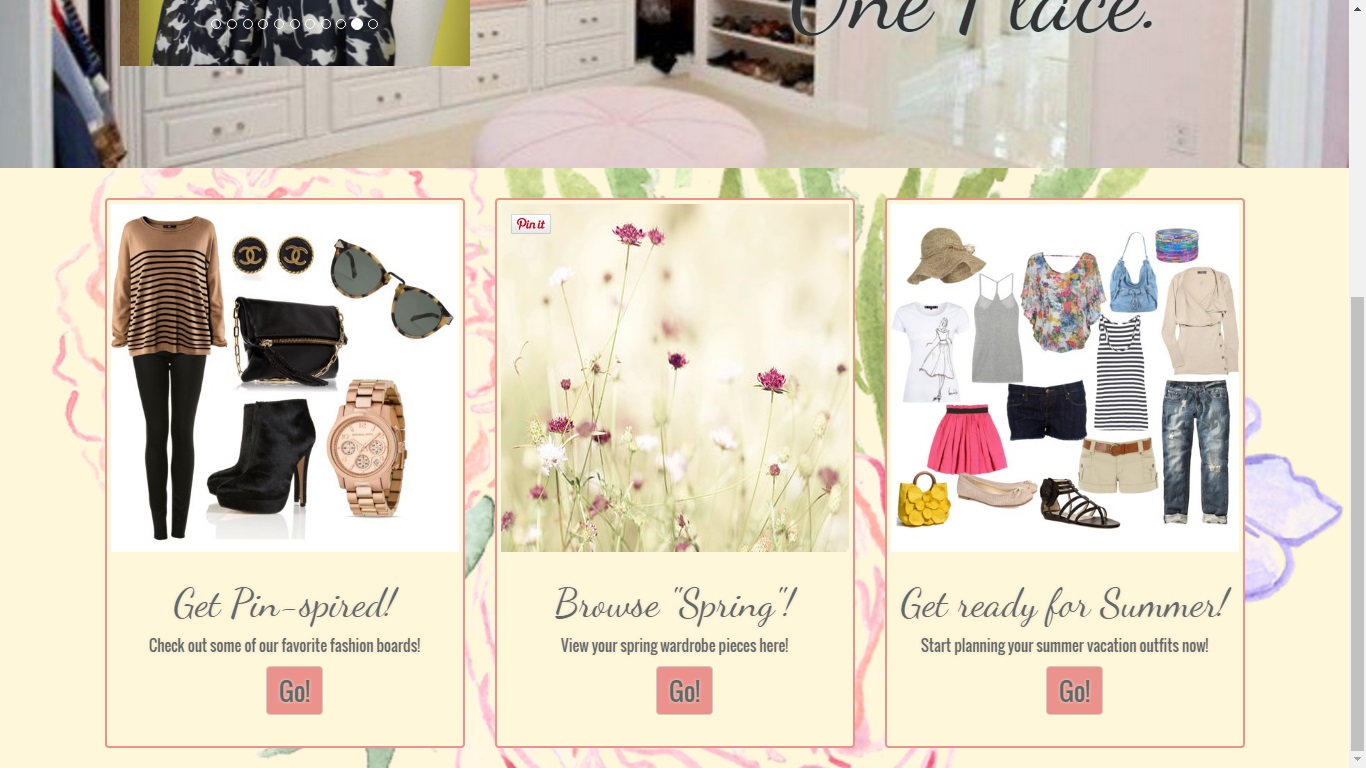 One Place.
Pin it
Get Pin-spired!
Check out some of our favorite fashion boards!
Go!
Browse "Spring"!
View your spring wardrobe pieces here!
Go!
Get ready for Summer!
Start planning your summer vacation outfits now!
Go!